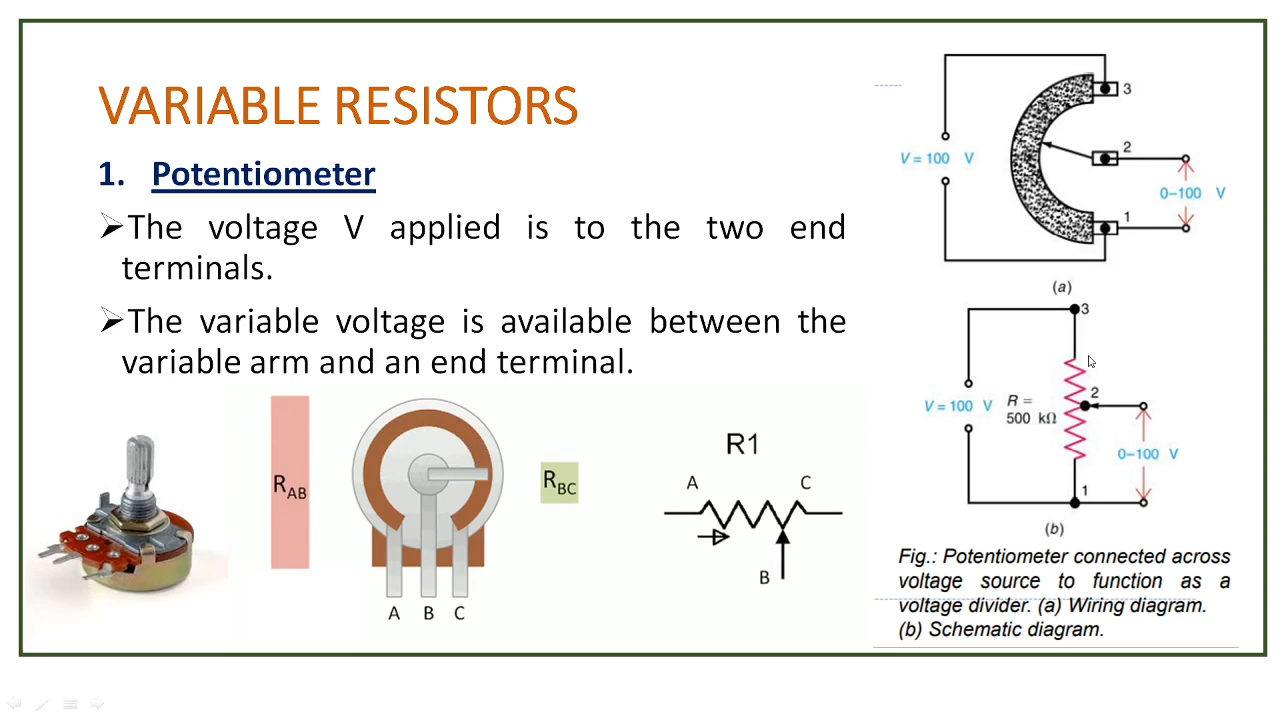 VARIABLE RESISTORS
1. Potentiometer
➢The voltage V applied is to the two end
terminals.
➢The variable voltage is available between the
variable arm and an end terminal.
R_AB
A B C
R_BC
R1
A C
B
3
V = 100 V
2
0–100 V
1
(a)
3
V = 100 V
R =
500 kΩ
2
0–100 V
1
(b)
Fig.: Potentiometer connected across
voltage source to function as a
voltage divider. (a) Wiring diagram.
(b) Schematic diagram.